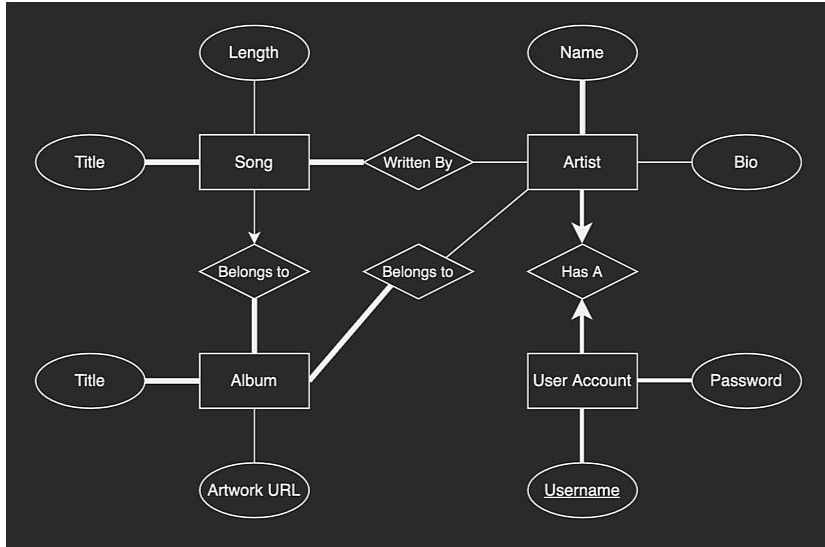 Length
Name
Title
Song
Written By
Artist
Bio
Belongs to
Belongs to
Has A
Title
Album
User Account
Password
Artwork URL
Username